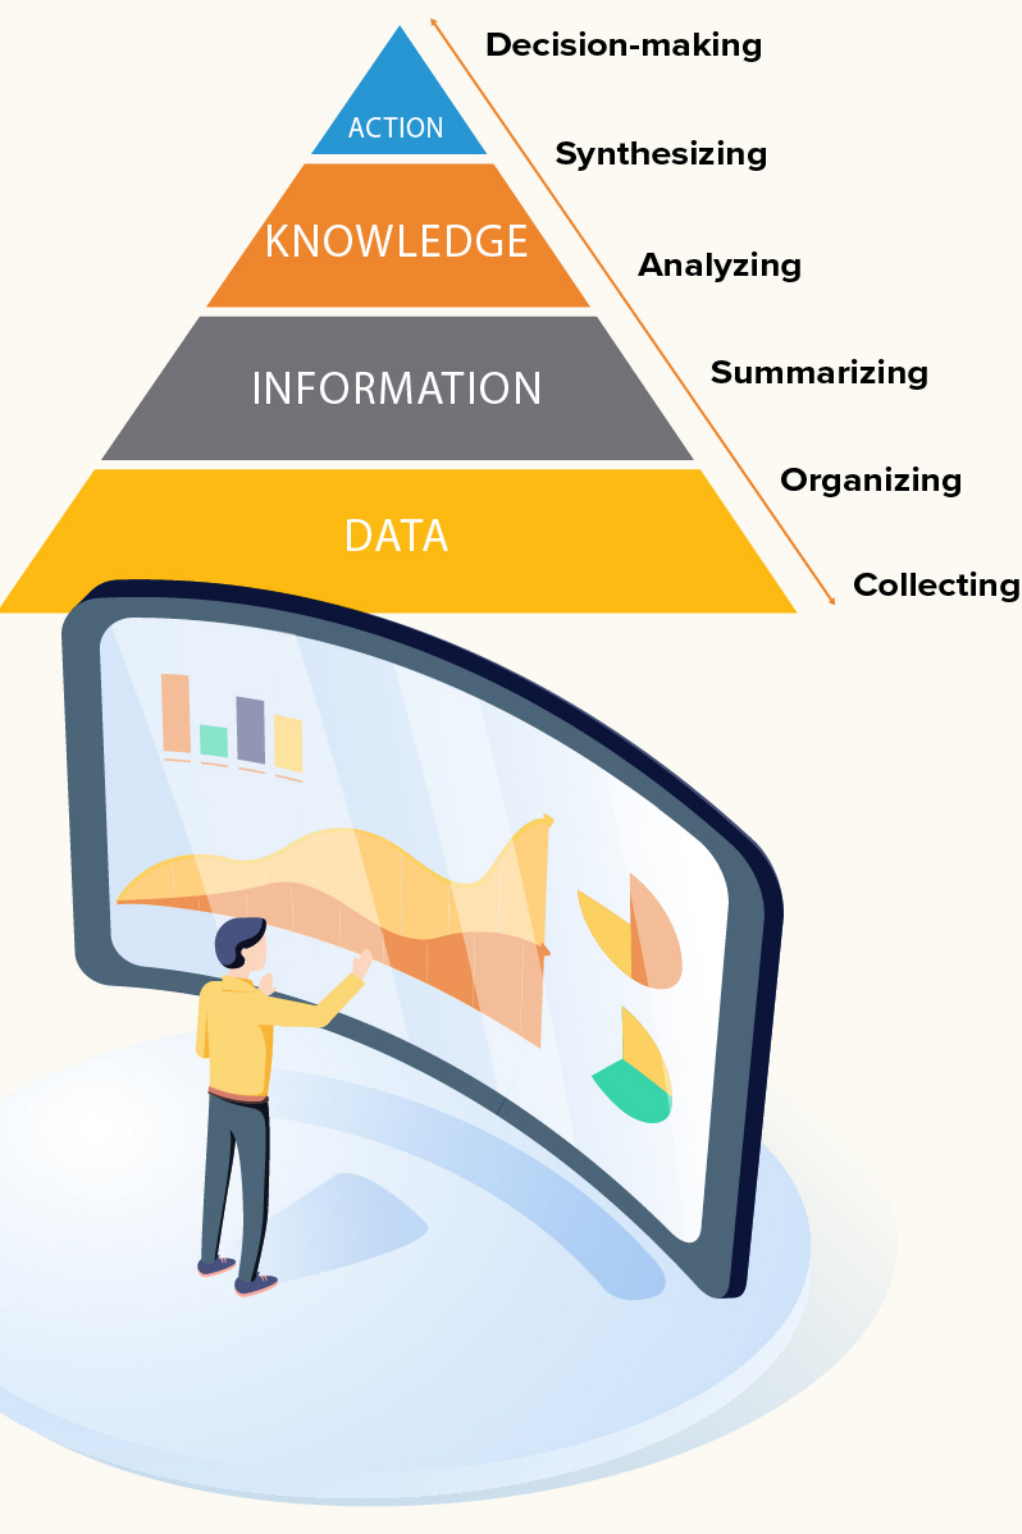 Decision-making
ACTION
Synthesizing
KNOWLEDGE
Analyzing
INFORMATION
Summarizing
Organizing
DATA
Collecting